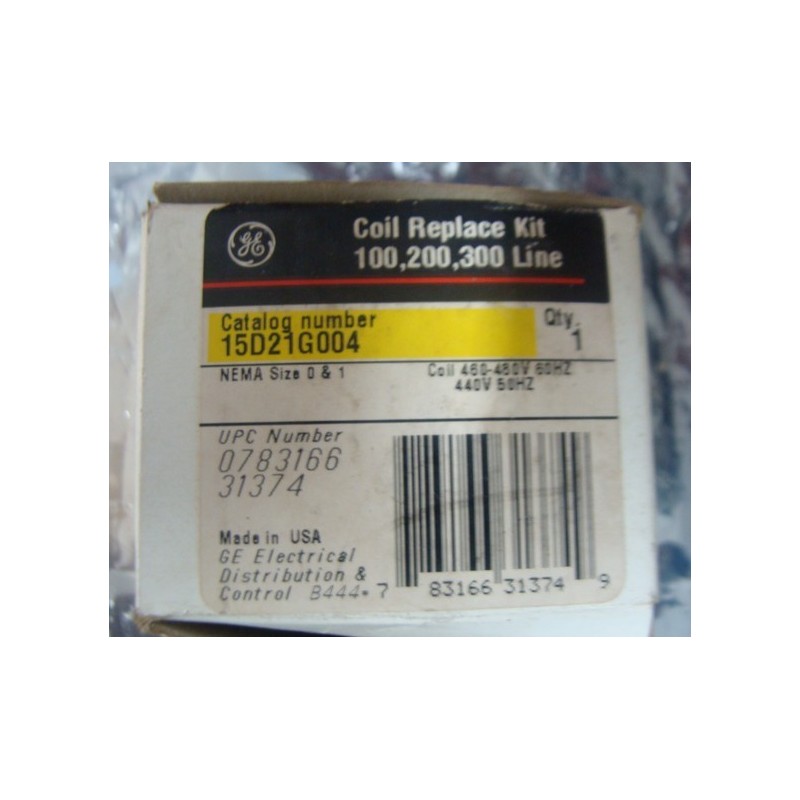 GE
Coil Replace Kit
100,200,300 Line
Catalog number
15D21G004
Qty.
1
NEMA Size 0 & 1
Coil 460-480V 60HZ
440V 50HZ
UPC Number
0783166
31374
Made in USA
GE Electrical
Distribution &
Control B444-
7 83166 31374 9